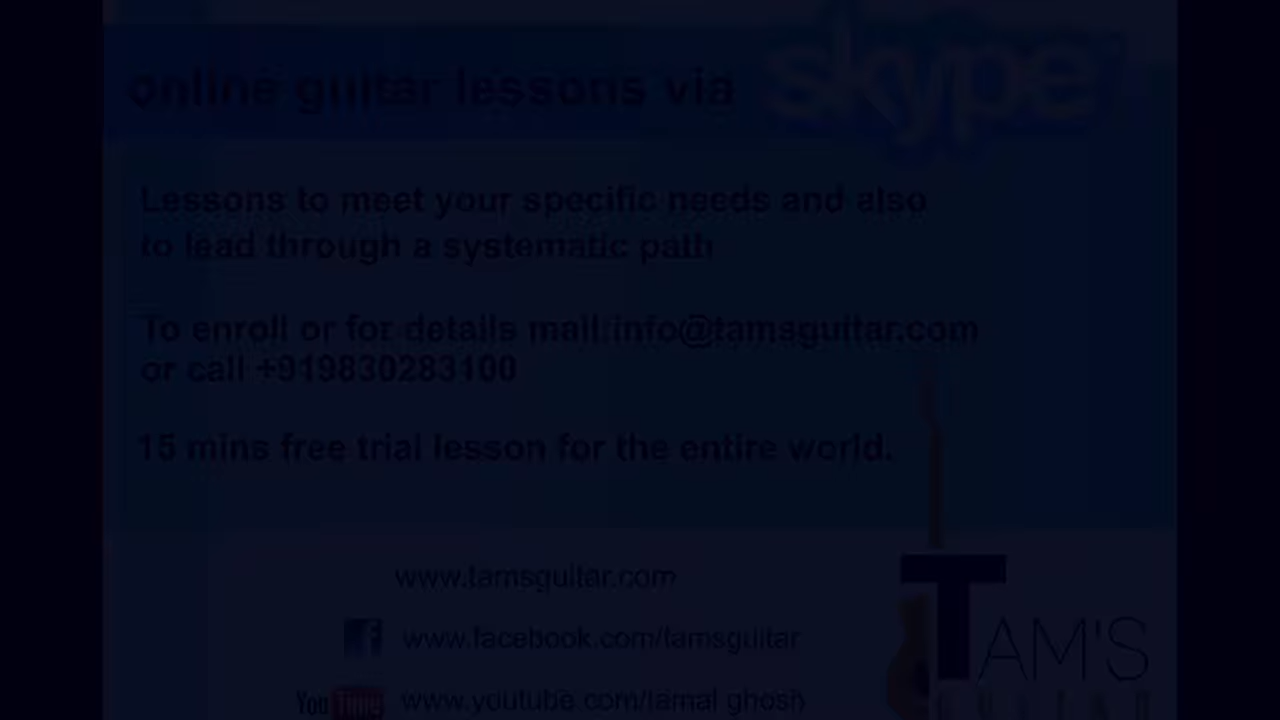 online guitar lessons via skype
Lessons to meet your specific needs and also
to lead through a systematic path
To enroll or for details mail:info@tamsguitar.com
or call +919830283100
15 mins free trial lesson for the entire world.
www.tamsguitar.com
f www.facebook.com/tamsguitar
YouTube www.youtube.com/tamal ghosh
TAM'S